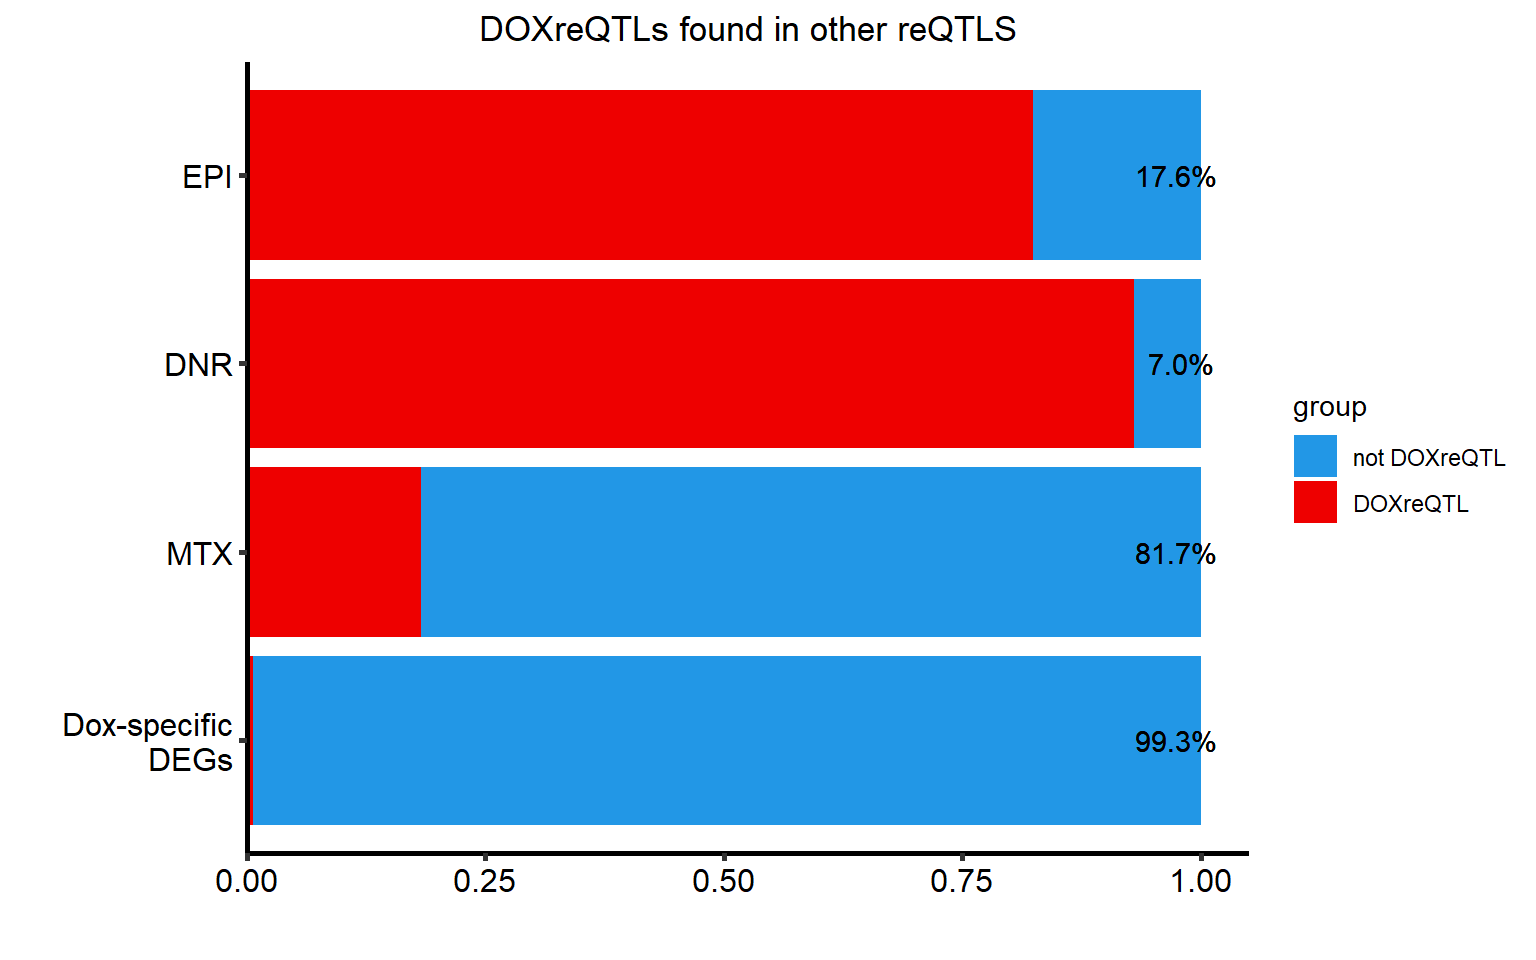 DOXreQTLs found in other reQTLS
EPI
17.6%
DNR
7.0%
MTX
81.7%
Dox-specific
DEGs
99.3%
0.00 0.25 0.50 0.75 1.00
group
not DOXreQTL
DOXreQTL